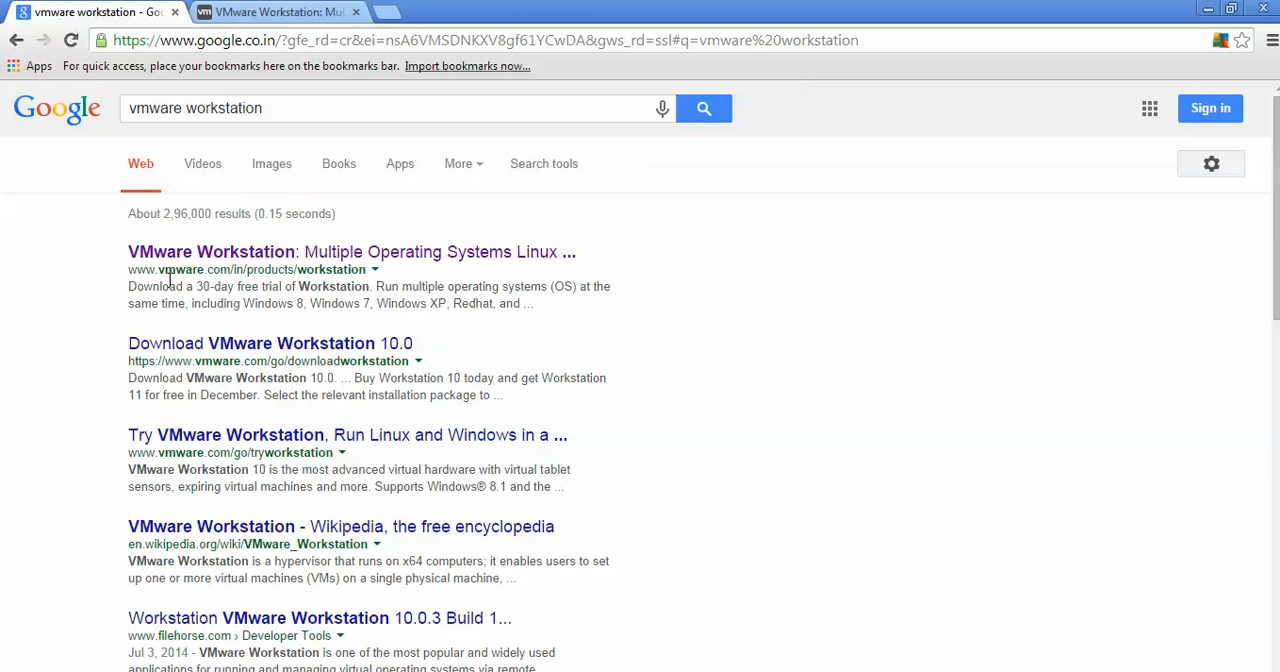 vmware workstation - Goo
VMware Workstation: Mul
https://www.google.co.in/?gfe_rd=cr&ei=nsA6VMSDNKXV8gf61YCwDA&gws_rd=ssl#q=vmware%20workstation
Apps For quick access, place your bookmarks here on the bookmarks bar. Import bookmarks now...
Google vmware workstation Sign in
Web Videos Images Books Apps More Search tools
About 2,96,000 results (0.15 seconds)
VMware Workstation: Multiple Operating Systems Linux ...
www.vmware.com/in/products/workstation
Download a 30-day free trial of Workstation. Run multiple operating systems (OS) at the
same time, including Windows 8, Windows 7, Windows XP, Redhat, and ...
Download VMware Workstation 10.0
https://www.vmware.com/go/downloadworkstation
Download VMware Workstation 10.0. ... Buy Workstation 10 today and get Workstation
11 for free in December. Select the relevant installation package to ...
Try VMware Workstation, Run Linux and Windows in a ...
www.vmware.com/go/tryworkstation
VMware Workstation 10 is the most advanced virtual hardware with virtual tablet
sensors, expiring virtual machines and more. Supports Windows® 8.1 and the ...
VMware Workstation - Wikipedia, the free encyclopedia
en.wikipedia.org/wiki/VMware_Workstation
VMware Workstation is a hypervisor that runs on x64 computers; it enables users to set
up one or more virtual machines (VMs) on a single physical machine, ...
Workstation VMware Workstation 10.0.3 Build 1...
www.filehorse.com › Developer Tools
Jul 3, 2014 - VMware Workstation is one of the most popular and widely used
applications for running and managing virtual operating systems via remote